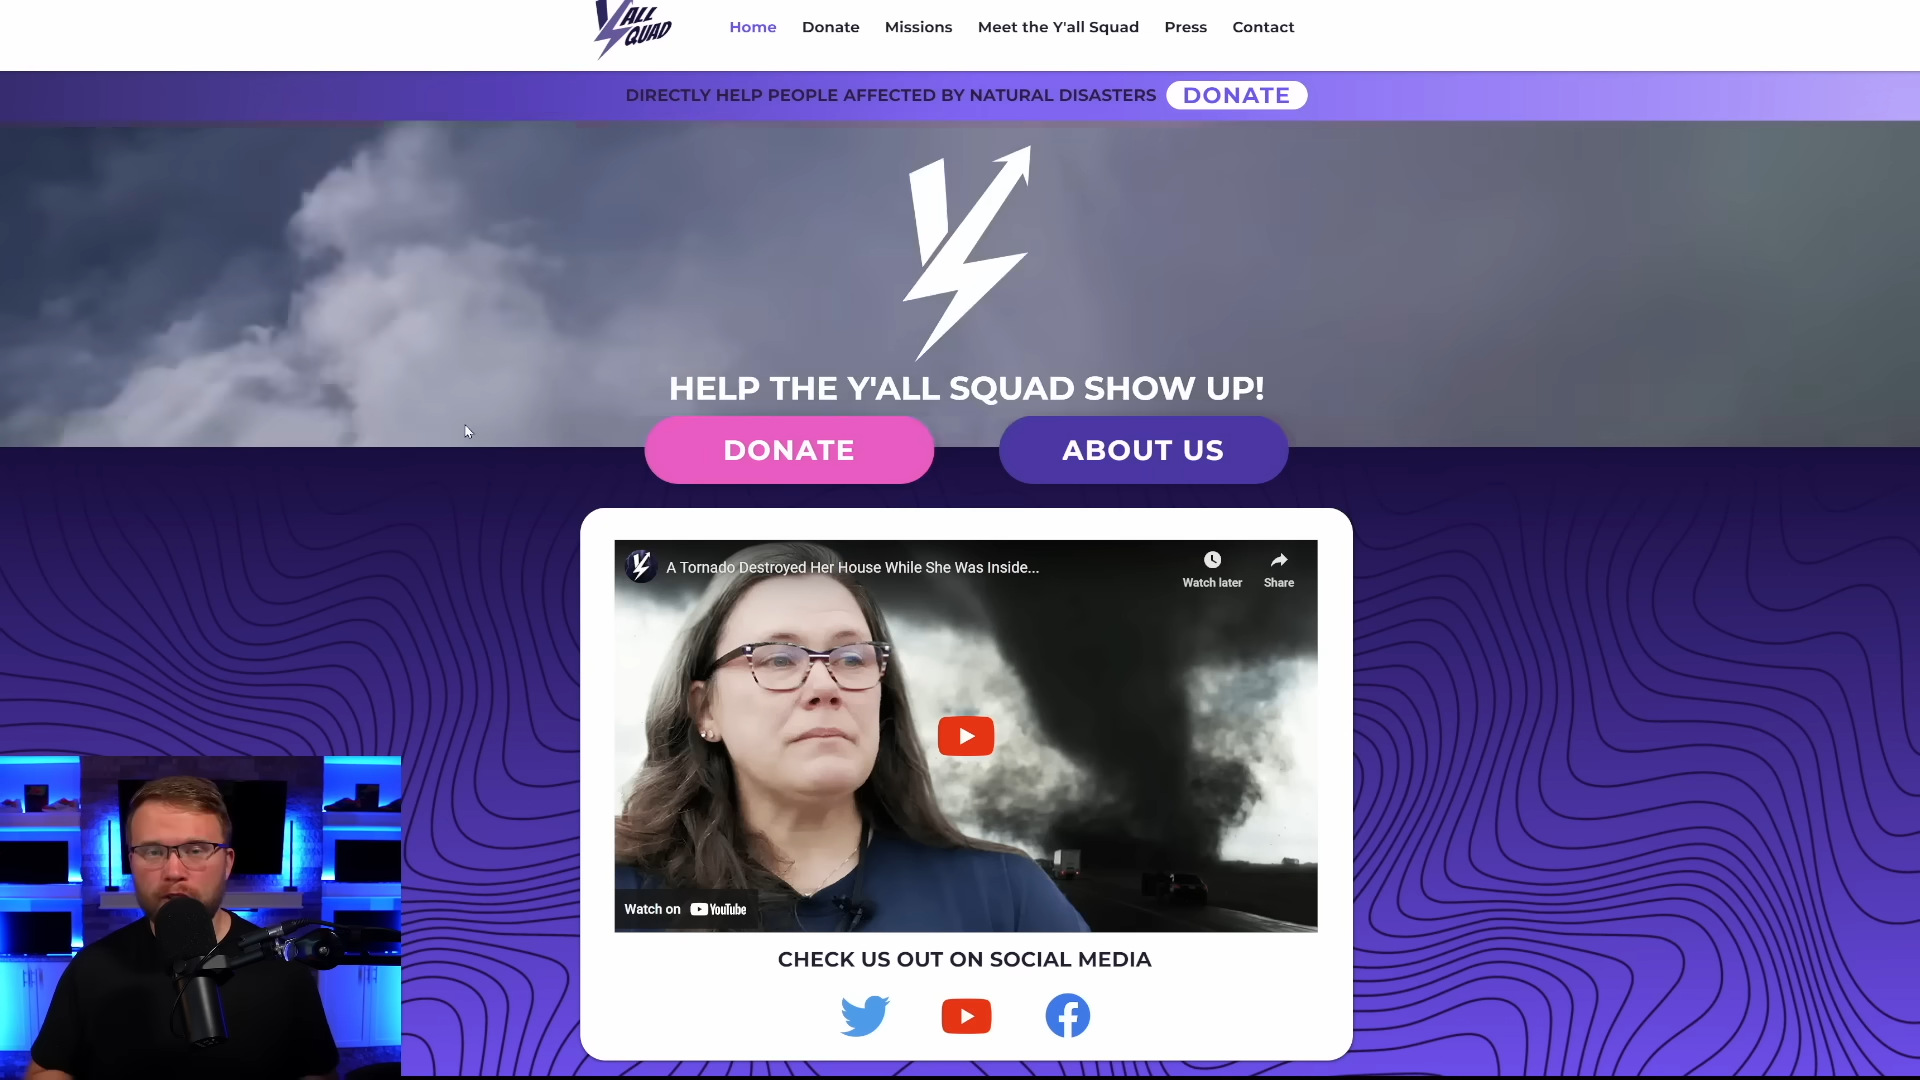 Y'ALL
SQUAD
Home Donate Missions Meet the Y'all Squad Press Contact
DIRECTLY HELP PEOPLE AFFECTED BY NATURAL DISASTERS DONATE
HELP THE Y'ALL SQUAD SHOW UP!
DONATE ABOUT US
A Tornado Destroyed Her House While She Was Inside...
Watch later Share
Watch on YouTube
CHECK US OUT ON SOCIAL MEDIA